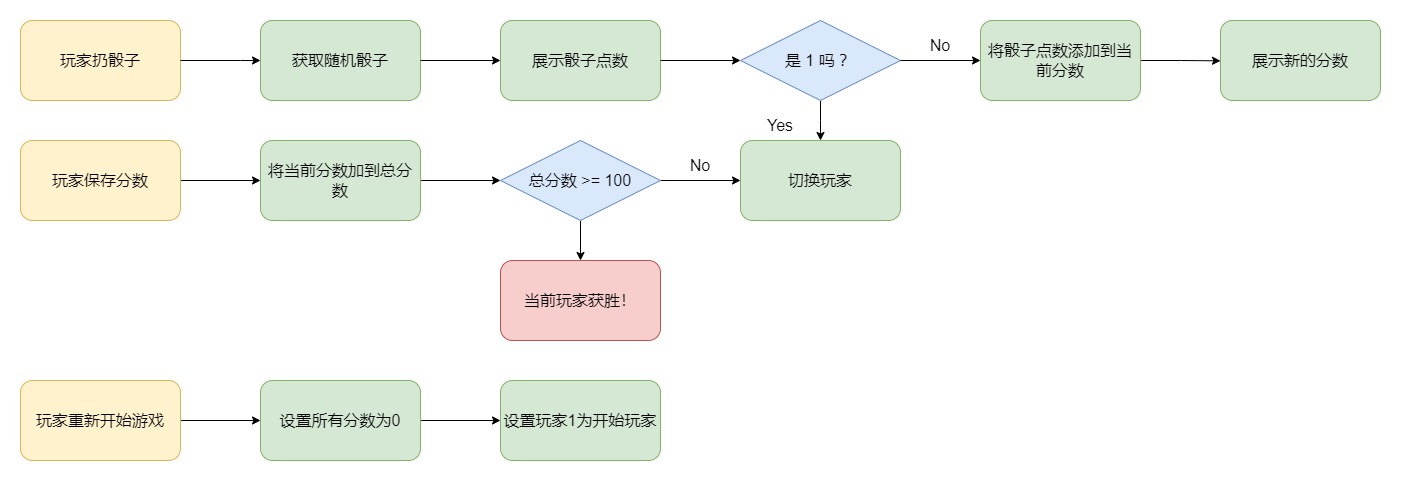 玩家扔骰子
获取随机骰子
展示骰子点数
是 1 吗？
No
将骰子点数添加到当
前分数
展示新的分数
Yes
玩家保存分数
将当前分数加到总分
数
总分数 >= 100
No
切换玩家
当前玩家获胜！
玩家重新开始游戏
设置所有分数为0
设置玩家1为开始玩家